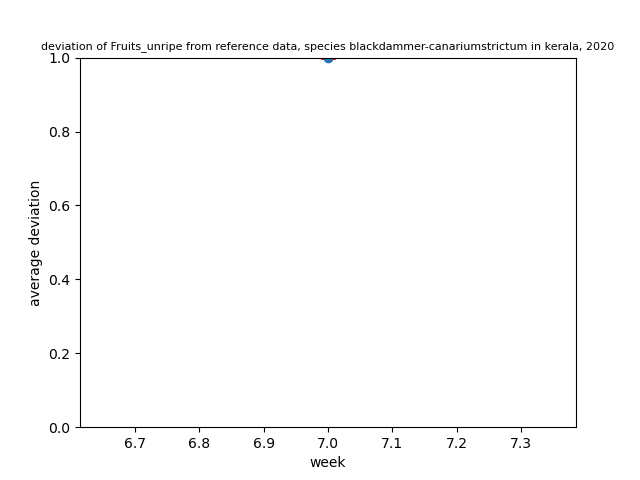 deviation of Fruits_unripe from reference data, species blackdammer-canariumstrictum in kerala, 2020
1.0
0.8
0.6
0.4
0.2
0.0
average deviation
6.7 6.8 6.9 7.0 7.1 7.2 7.3
week